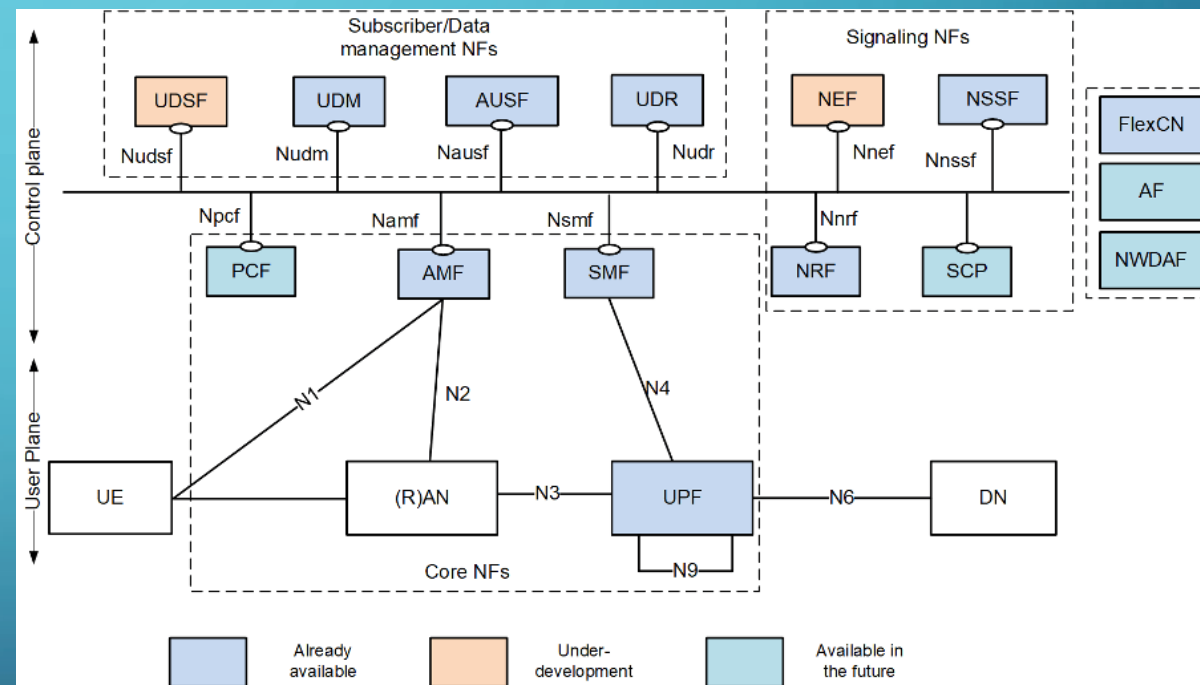 Subscriber/Data
management NFs
Signaling NFs
UDSF
UDM
AUSF
UDR
NEF
NSSF
FlexCN
Nudsf
Nudm
Nausf
Nudr
Nnef
Nnssf
Control plane
AF
Npcf
Namf
Nsmf
Nnrf
PCF
AMF
SMF
NRF
SCP
NWDAF
N1
N2
N4
User Plane
UE
(R)AN
N3
UPF
N6
DN
N9
Core NFs
Already
available
Under-
development
Available in
the future